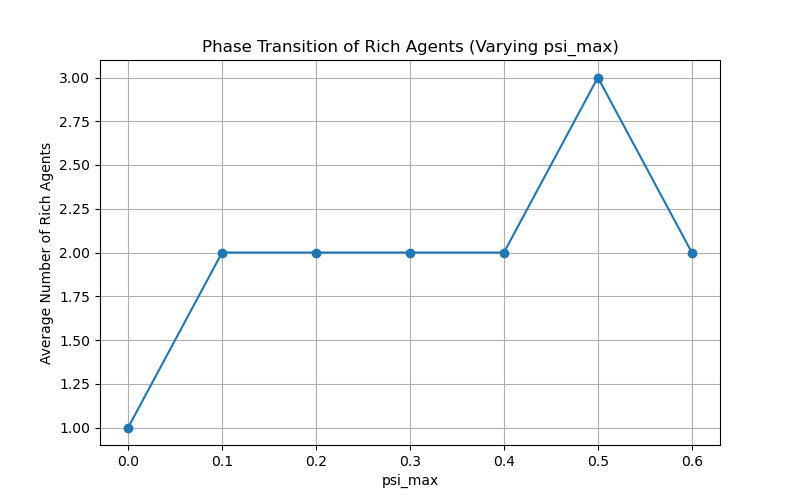 Phase Transition of Rich Agents (Varying psi_max)
Average Number of Rich Agents
3.00
2.75
2.50
2.25
2.00
1.75
1.50
1.25
1.00
0.0 0.1 0.2 0.3 0.4 0.5 0.6
psi_max